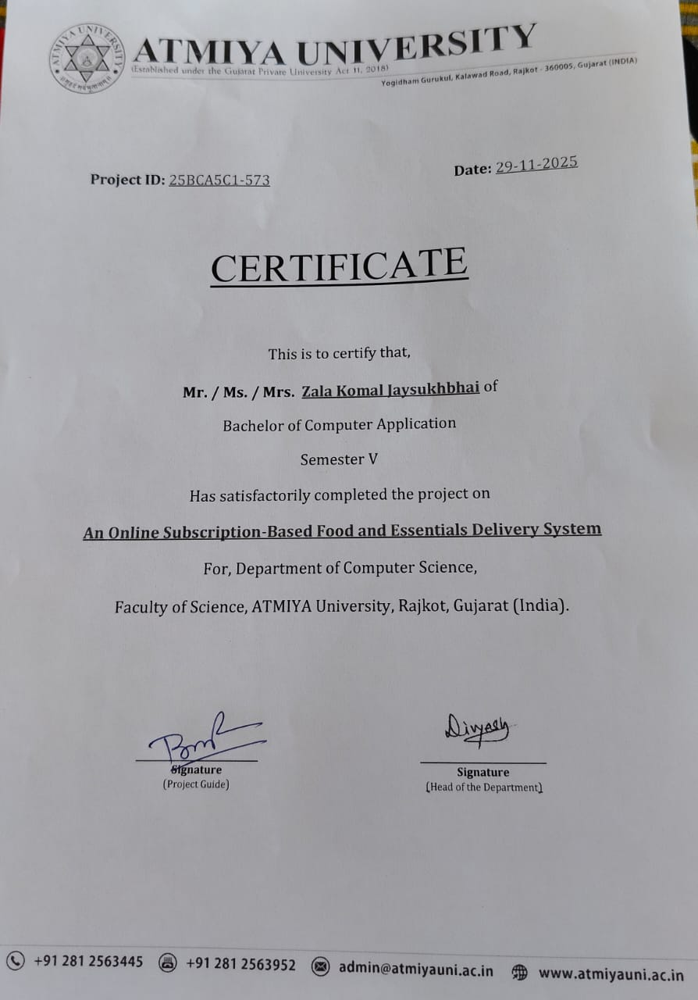 ATMIYA UNIVERSITY
ATMIYA UNIVERSITY
(Established under the Gujarat Private University Act 11, 2018)
Yogidham Gurukul, Kalawad Road, Rajkot - 360005, Gujarat (INDIA)
Project ID: 25BCA5C1-573
Date: 29-11-2025
CERTIFICATE
This is to certify that,
Mr. / Ms. / Mrs. Zala Komal Jaysukhbhai of
Bachelor of Computer Application
Semester V
Has satisfactorily completed the project on
An Online Subscription-Based Food and Essentials Delivery System
For, Department of Computer Science,
Faculty of Science, ATMIYA University, Rajkot, Gujarat (India).
Divyesh
Signature
(Project Guide)
Signature
(Head of the Department)
+91 281 2563445
+91 281 2563952
admin@atmiyauni.ac.in
www.atmiyauni.ac.in